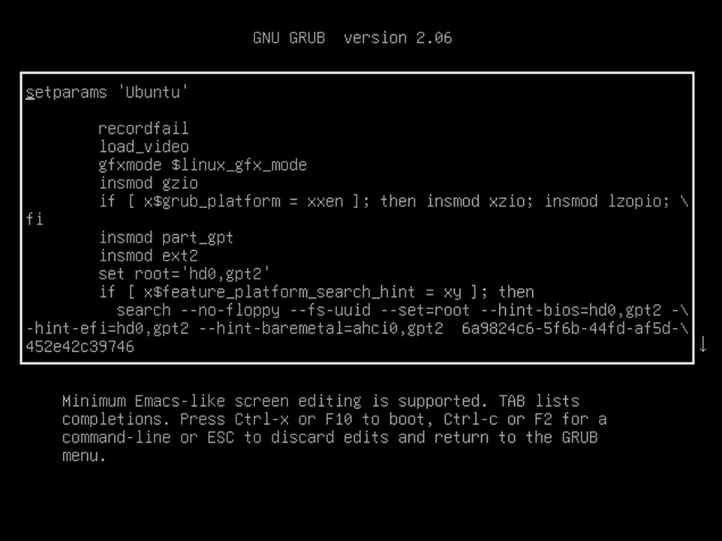 GNU GRUB  version 2.06
setparams 'Ubuntu'
recordfail
load_video
gfxmode $linux_gfx_mode
insmod gzio
if [ x$grub_platform = xxen ]; then insmod xzio; insmod lzopio; \
fi
insmod part_gpt
insmod ext2
set root='hd0,gpt2'
if [ x$feature_platform_search_hint = xy ]; then
search --no-floppy --fs-uuid --set=root --hint-bios=hd0,gpt2 -\
-hint-efi=hd0,gpt2 --hint-baremetal=ahci0,gpt2  6a9824c6-5f6b-44fd-af5d-\
452e42c39746
↓
Minimum Emacs-like screen editing is supported. TAB lists
completions. Press Ctrl-x or F10 to boot, Ctrl-c or F2 for a
command-line or ESC to discard edits and return to the GRUB
menu.